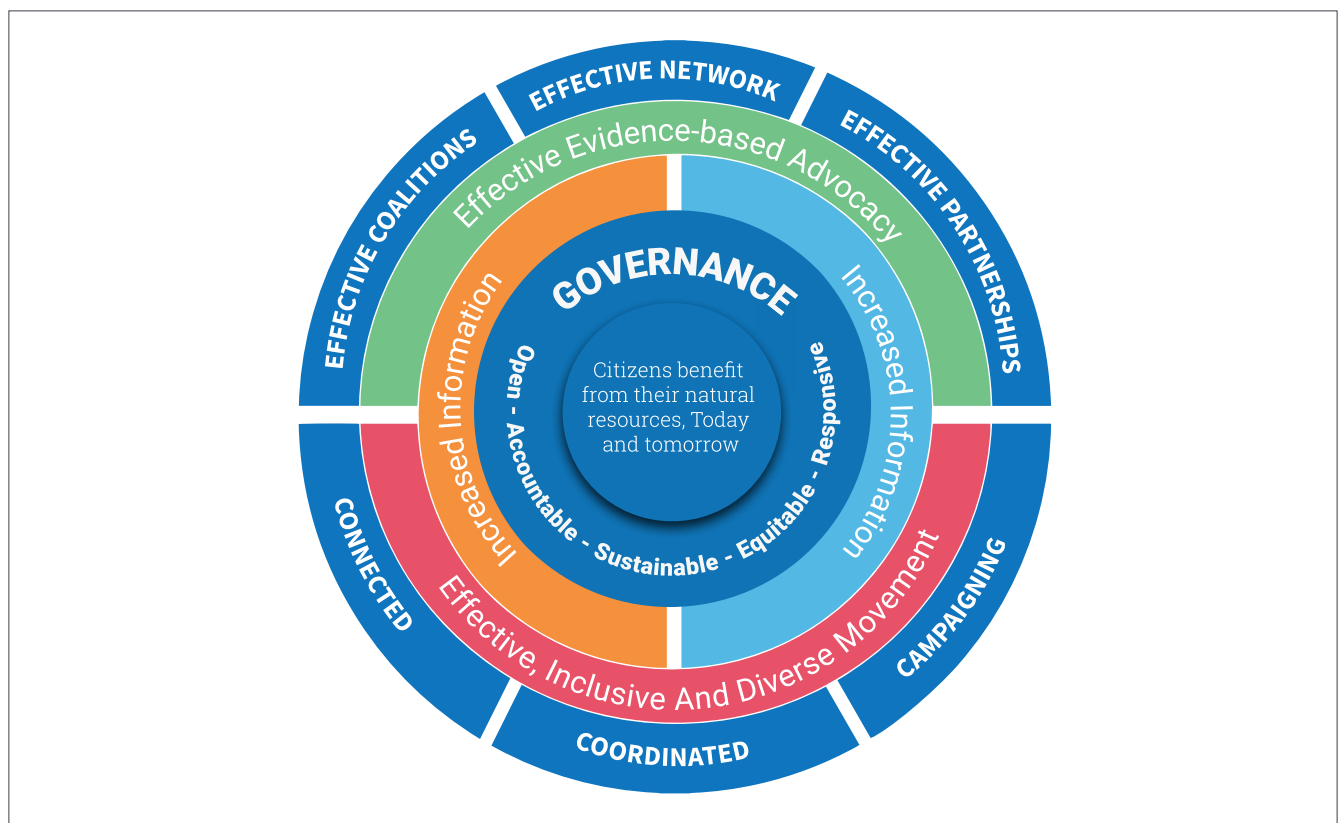 EFFECTIVE COALITIONS
EFFECTIVE NETWORK
EFFECTIVE PARTNERSHIPS
Effective Evidence-based Advocacy
Increased Information
Increased Information
GOVERNANCE
Open - Accountable - Sustainable - Equitable - Responsive
Citizens benefit
from their natural
resources, Today
and tomorrow
Effective, Inclusive And Diverse Movement
CONNECTED
COORDINATED
CAMPAIGNING